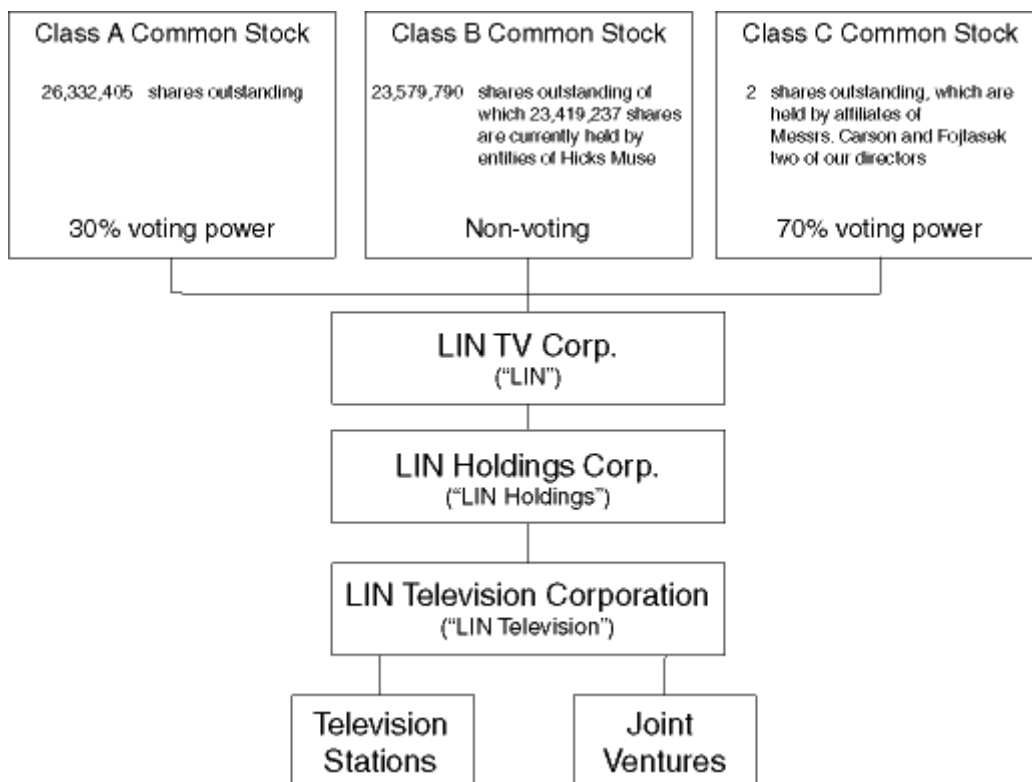 Class A Common Stock
26,332,405 shares outstanding
30% voting power
Class B Common Stock
23,579,790 shares outstanding of
which 23,419,237 shares
are currently held by
entities of Hicks Muse
Non-voting
Class C Common Stock
2 shares outstanding, which are
held by affiliates of
Messrs. Carson and Fojtasek
two of our directors
70% voting power
LIN TV Corp.
(“LIN”)
LIN Holdings Corp.
(“LIN Holdings”)
LIN Television Corporation
(“LIN Television”)
Television
Stations
Joint
Ventures